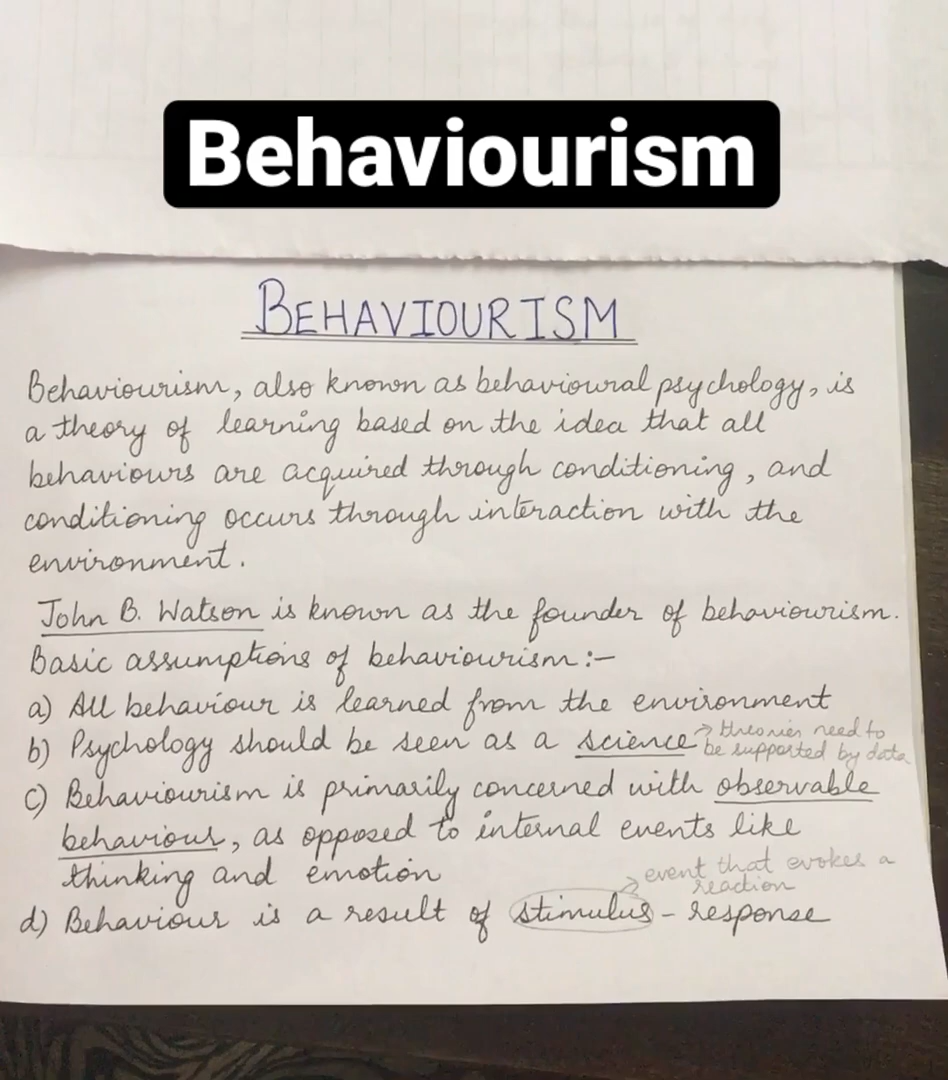 Behaviourism
BEHAVIOURISM
Behaviourism, also known as behavioural psychology, is
a theory of learning based on the idea that all
behaviours are acquired through conditioning, and
conditioning occurs through interaction with the
environment.
John B. Watson is known as the founder of behaviourism.
Basic assumptions of behaviourism :-
a) All behaviour is learned from the environment
b) Psychology should be seen as a science → theories need to
be supported by data
c) Behaviourism is primarily concerned with observable
behaviour, as opposed to internal events like
thinking and emotion
→ event that evokes a
reaction
d) Behaviour is a result of stimulus - response